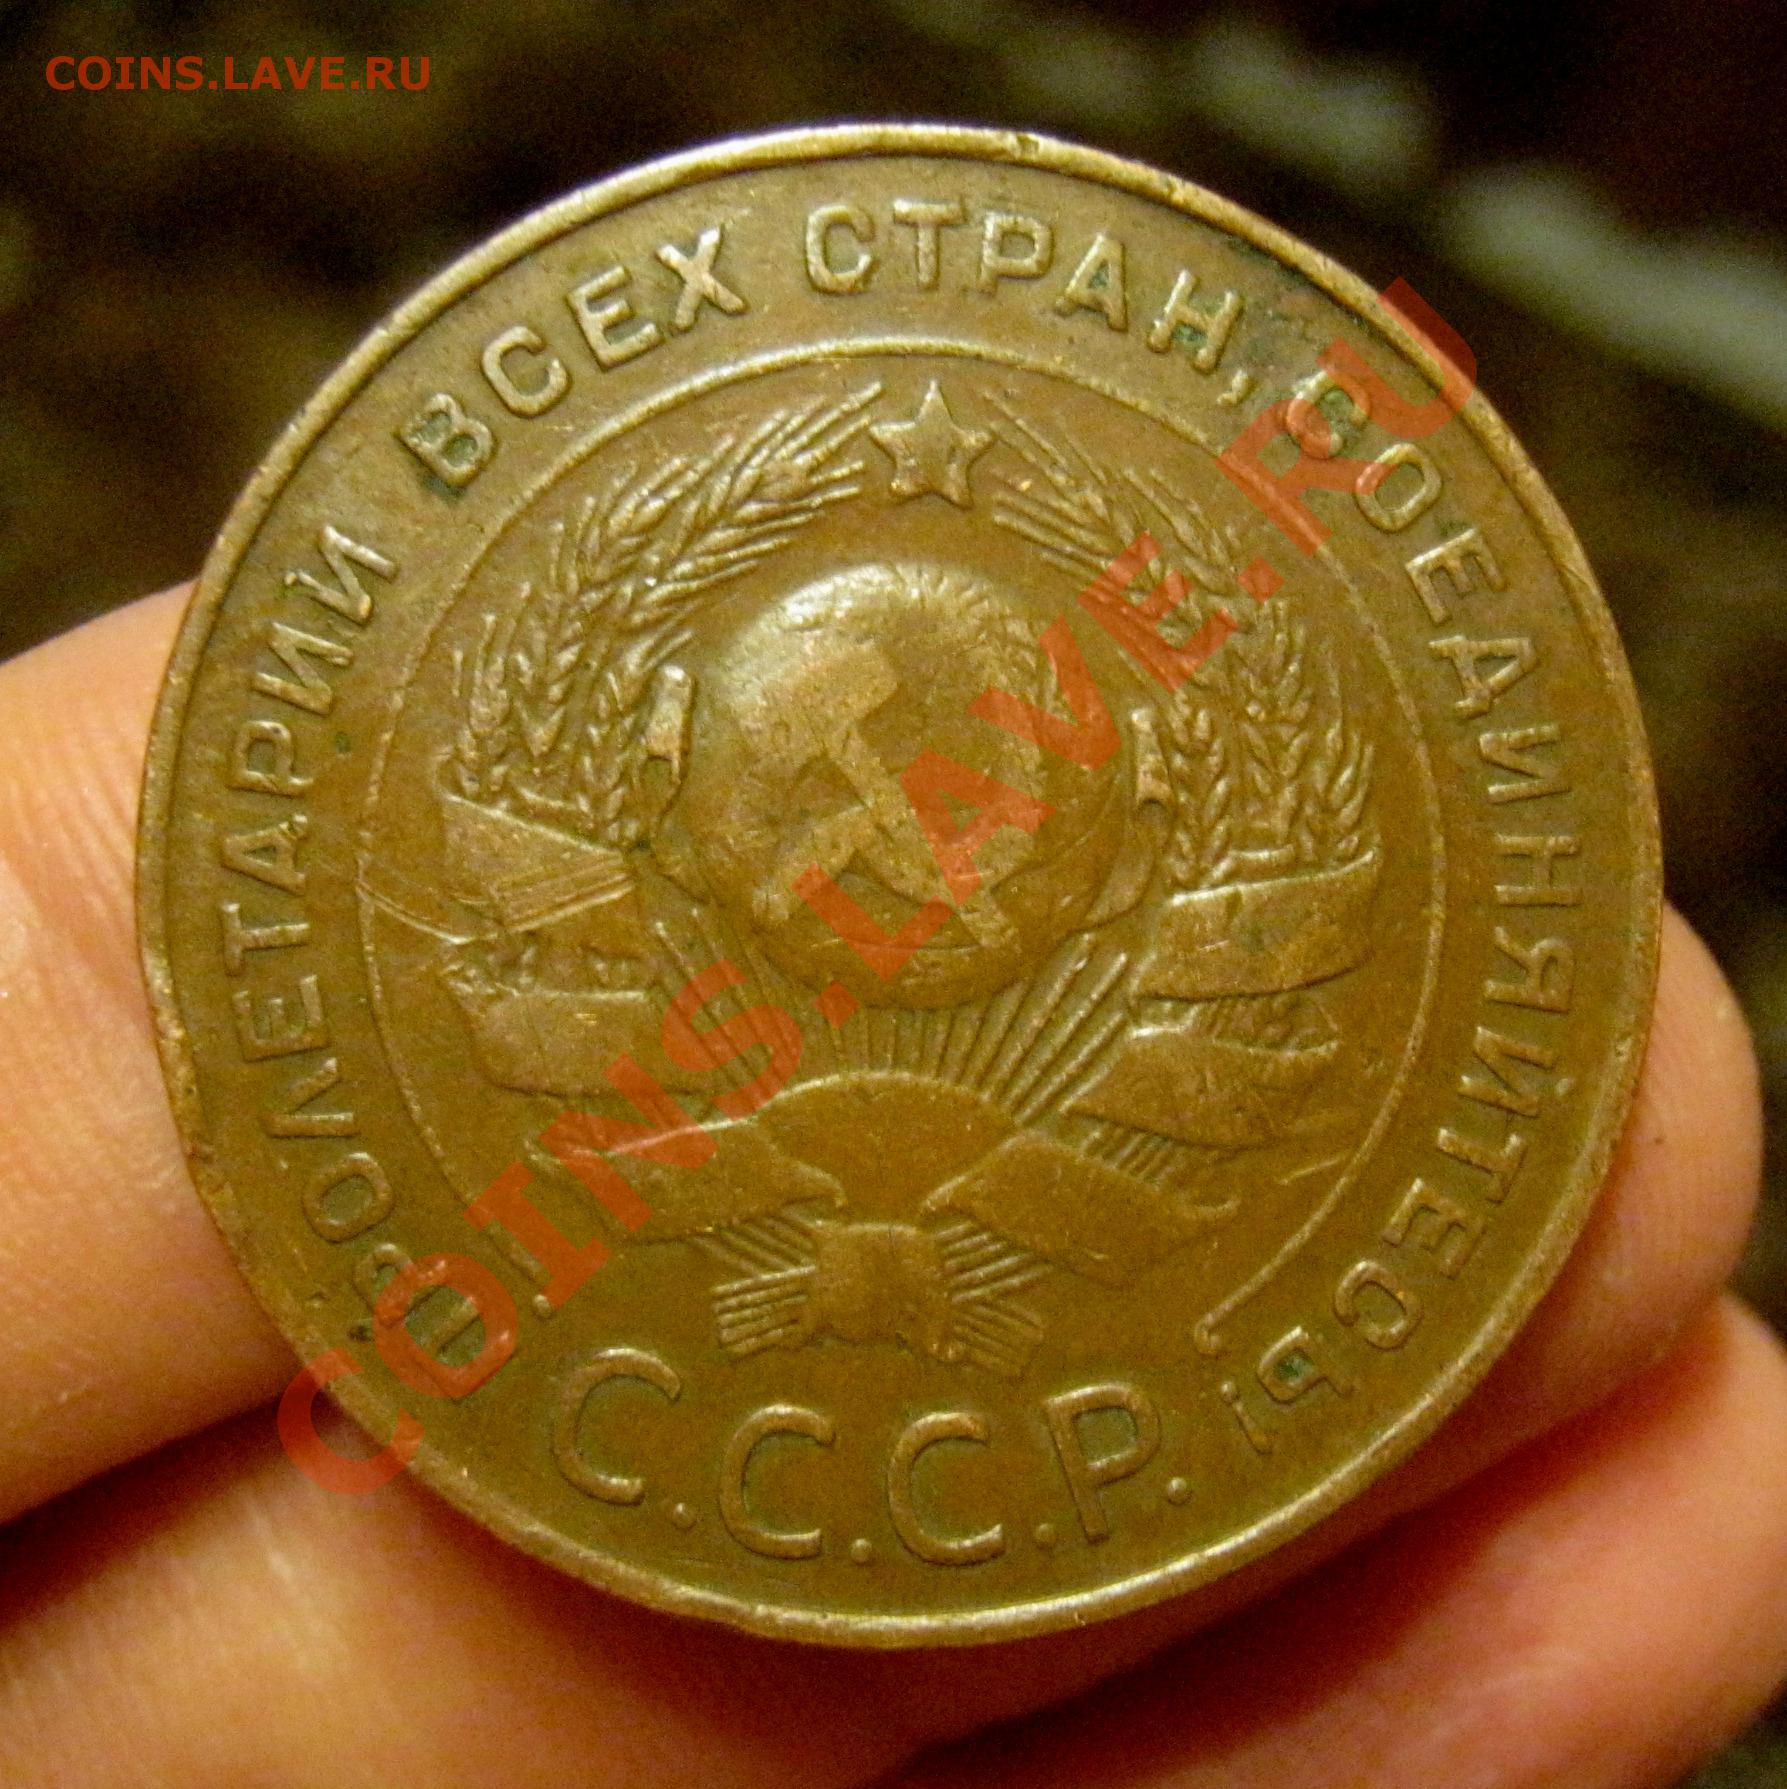 COINS.LAVE.RU
ПРОЛЕТАРИИ ВСЕХ СТРАН, СОЕДИНЯЙТЕСЬ!
С.С.С.Р.
COINS.LAVE.RU